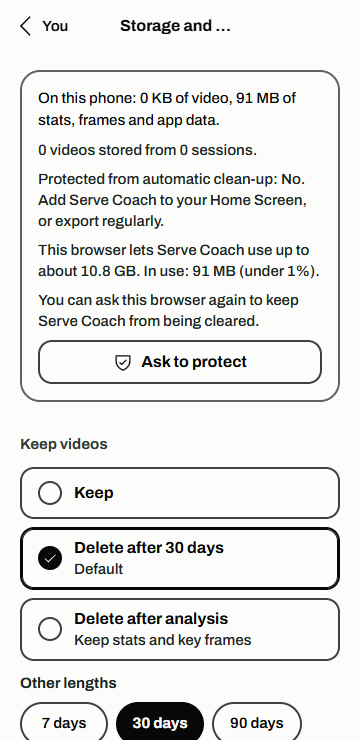 You
Storage and ...
On this phone: 0 KB of video, 91 MB of
stats, frames and app data.
0 videos stored from 0 sessions.
Protected from automatic clean-up: No.
Add Serve Coach to your Home Screen,
or export regularly.
This browser lets Serve Coach use up to
about 10.8 GB. In use: 91 MB (under 1%).
You can ask this browser again to keep
Serve Coach from being cleared.
Ask to protect
Keep videos
Keep
Delete after 30 days
Default
Delete after analysis
Keep stats and key frames
Other lengths
7 days
30 days
90 days